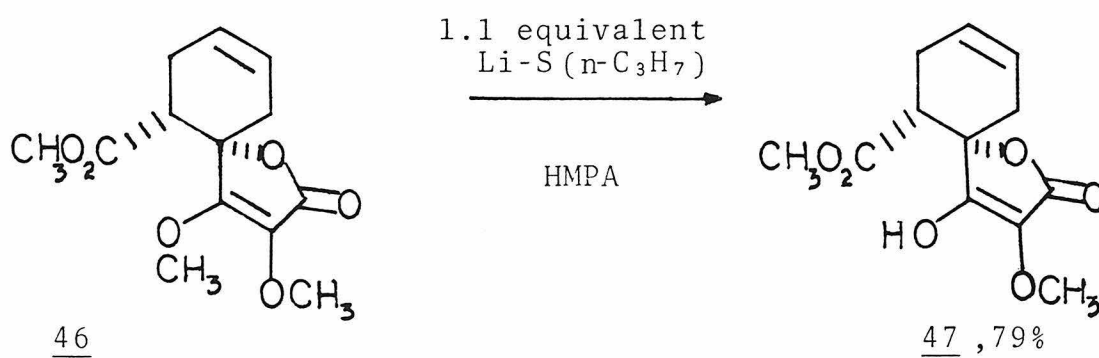 1.1 equivalent
Li-S(n-C₃H₇)
HMPA
CH₃O₂C
O
O
O
CH₃
OCH₃
46
CH₃O₂C
O
O
HO
OCH₃
47 ,79%